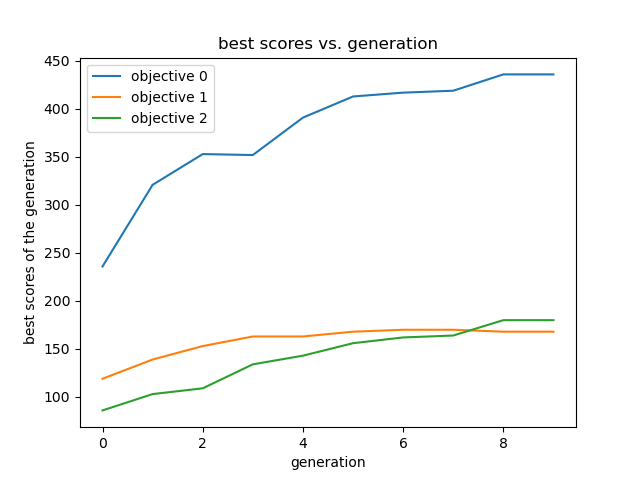 best scores vs. generation
objective 0
objective 1
objective 2
450
400
350
300
250
200
150
100
best scores of the generation
0 2 4 6 8
generation